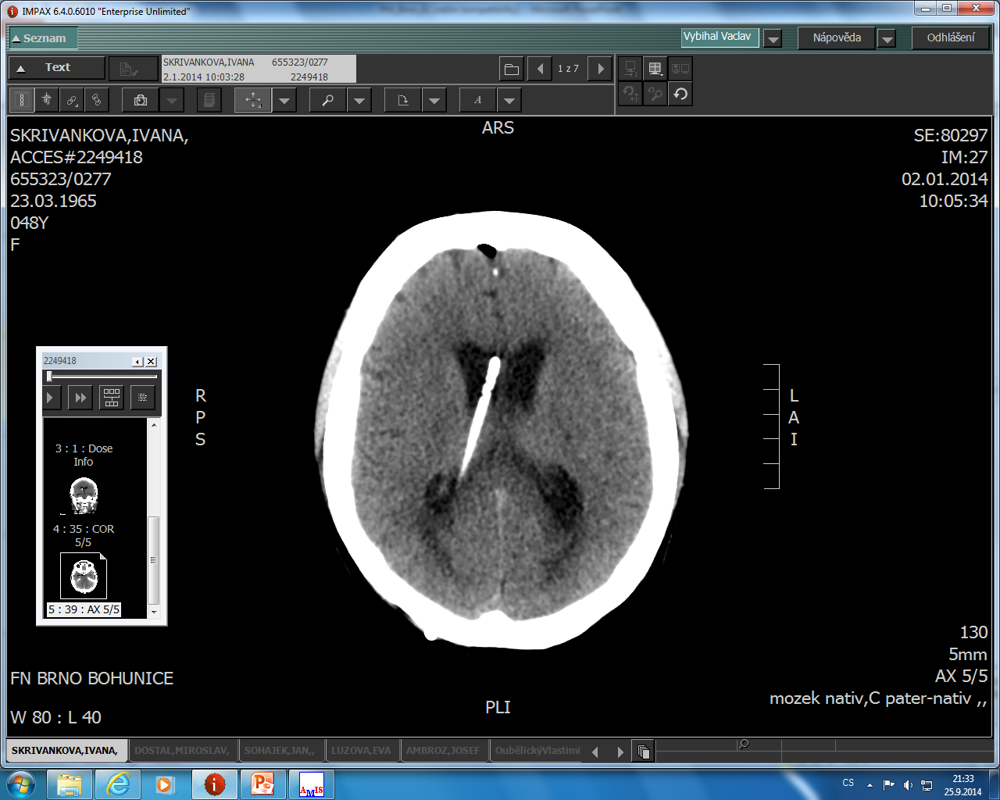 IMPAX 6.4.0.6010 "Enterprise Unlimited"
Seznam
Vybihal Vaclav
Nápověda
Odhlášení
Text
SKRIVANKOVA,IVANA 655323/0277
2.1.2014 10:03:28 2249418
1 z 7
A
SKRIVANKOVA,IVANA,
ACCES#2249418
655323/0277
23.03.1965
048Y
F
ARS
SE:80297
IM:27
02.01.2014
10:05:34
2249418
3 : 1 : Dose
Info
4 : 35 : COR
5/5
5 : 39 : AX 5/5
R
P
S
L
A
I
FN BRNO BOHUNICE
W 80 : L 40
PLI
130
5mm
AX 5/5
mozek nativ,C pater-nativ ,,
SKRIVANKOVA,IVANA,
DOSTAL,MIROSLAV,
SOHAJEK,JAN,,
LUZOVA,EVA
AMBROZ,JOSEF
OubělickýVlastimi
AMIS
CS
21:33
25.9.2014